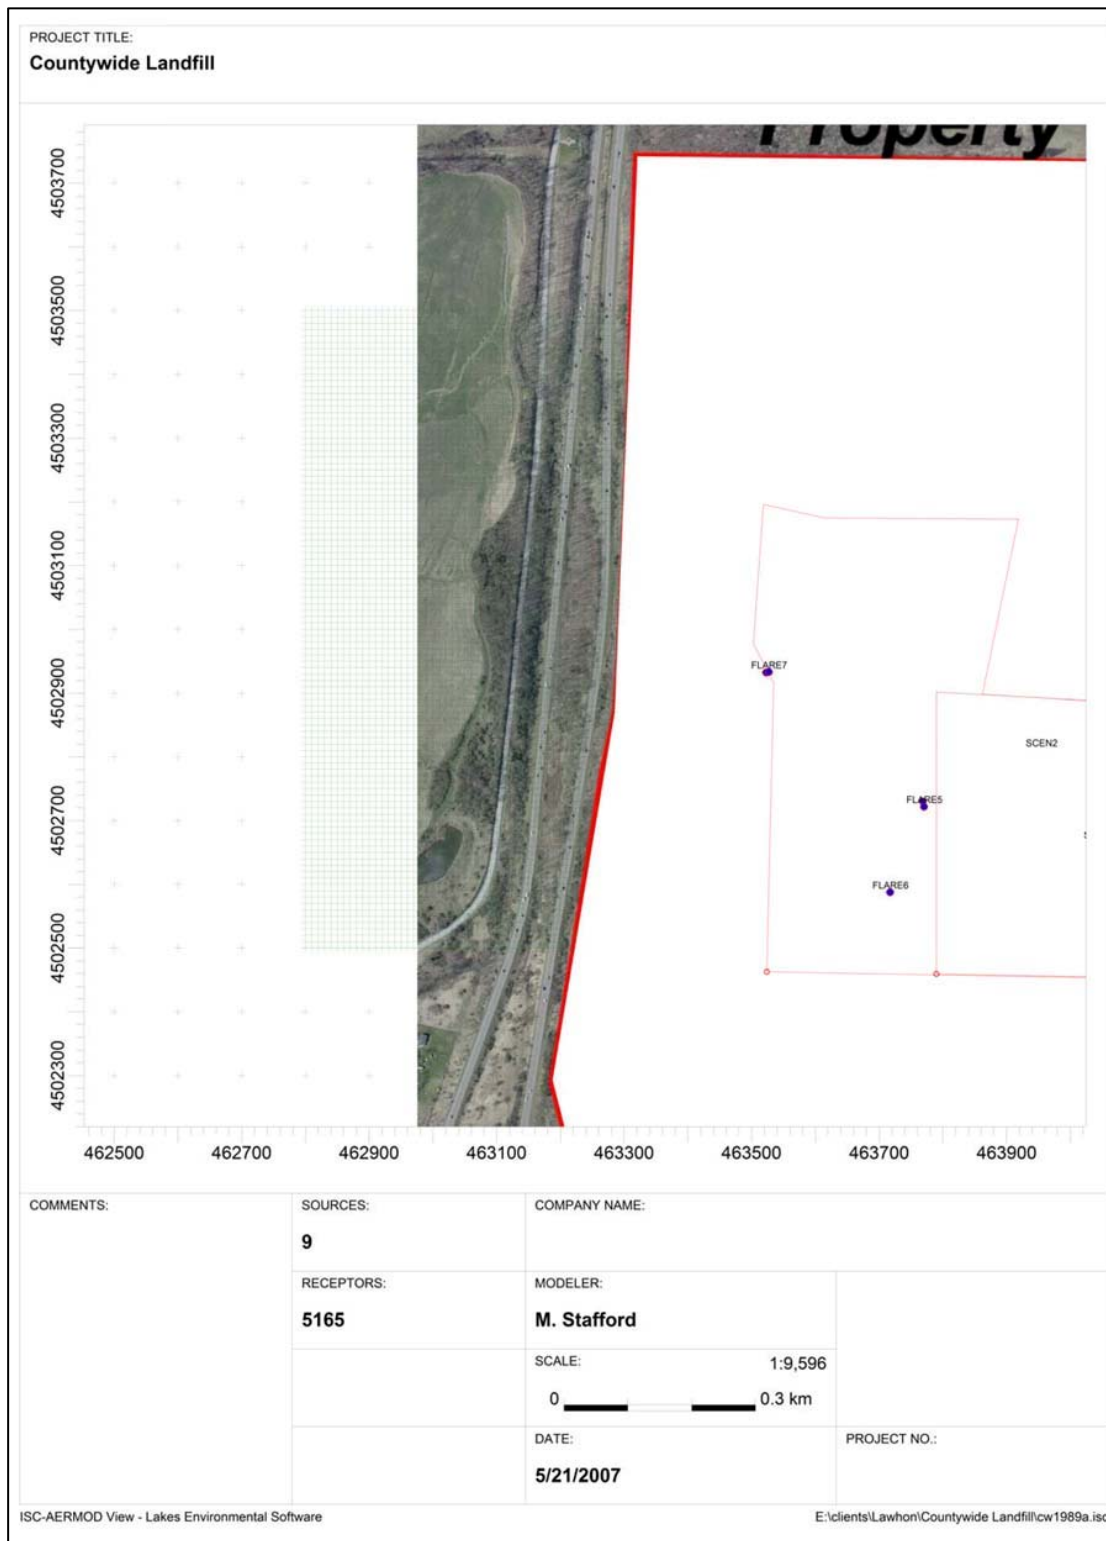 PROJECT TITLE:
Countywide Landfill
Property
4503700
4503500
4503300
4503100
4502900
4502700
4502500
4502300
FLARE7
SCEN2
FLARE5
FLARE6
462500 462700 462900 463100 463300 463500 463700 463900
COMMENTS:
SOURCES:
9
COMPANY NAME:
RECEPTORS:
5165
MODELER:
M. Stafford
SCALE:
1:9,596
0 0.3 km
DATE:
5/21/2007
PROJECT NO.:
ISC-AERMOD View - Lakes Environmental Software
E:\clients\Lawhon\Countywide Landfill\cw1989a.isc